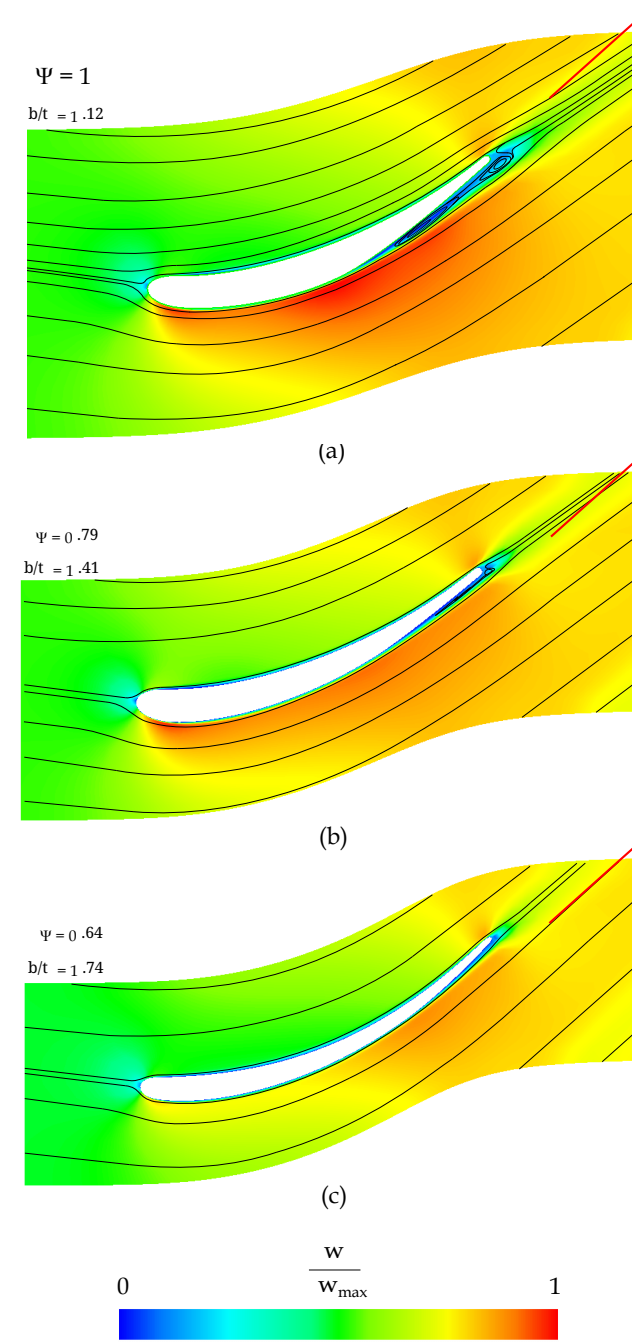 Ψ = 1
b/t = 1 .12
(a)
Ψ = 0 .79
b/t = 1 .41
(b)
Ψ = 0 .64
b/t = 1 .74
(c)
w
0 1
w_max